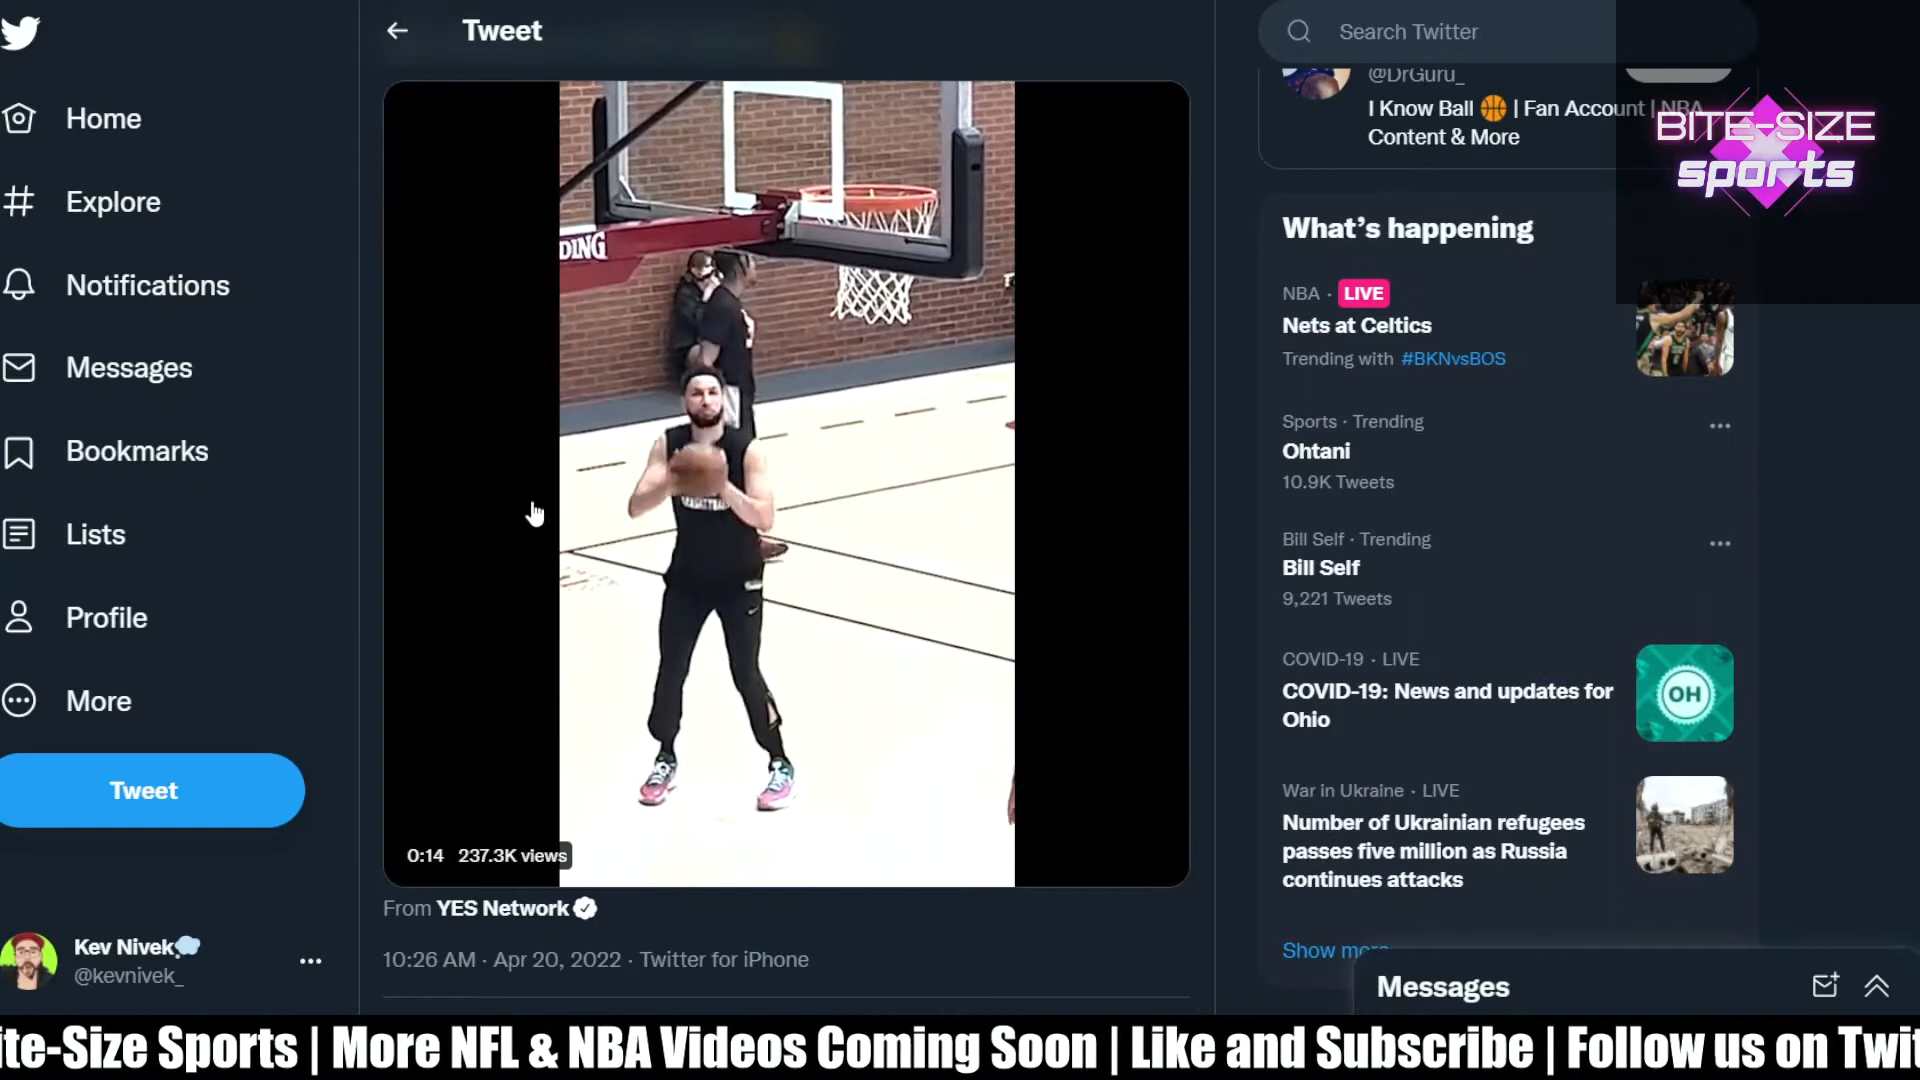 Tweet
Search Twitter
Home
Explore
Notifications
Messages
Bookmarks
Lists
Profile
More
Tweet
Kev Nivek
@kevnivek_
DING
0:14 237.3K views
From YES Network
10:26 AM · Apr 20, 2022 · Twitter for iPhone
@DrGuru_
I Know Ball 🏀 | Fan Account | NBA
Content & More
BITE-SIZE
sports
What's happening
NBA · LIVE
Nets at Celtics
Trending with #BKNvsBOS
Sports · Trending
Ohtani
10.9K Tweets
Bill Self · Trending
Bill Self
9,221 Tweets
COVID-19 · LIVE
COVID-19: News and updates for
Ohio
OH
War in Ukraine · LIVE
Number of Ukrainian refugees
passes five million as Russia
continues attacks
Show more
Messages
ite-Size Sports | More NFL & NBA Videos Coming Soon | Like and Subscribe | Follow us on Twit